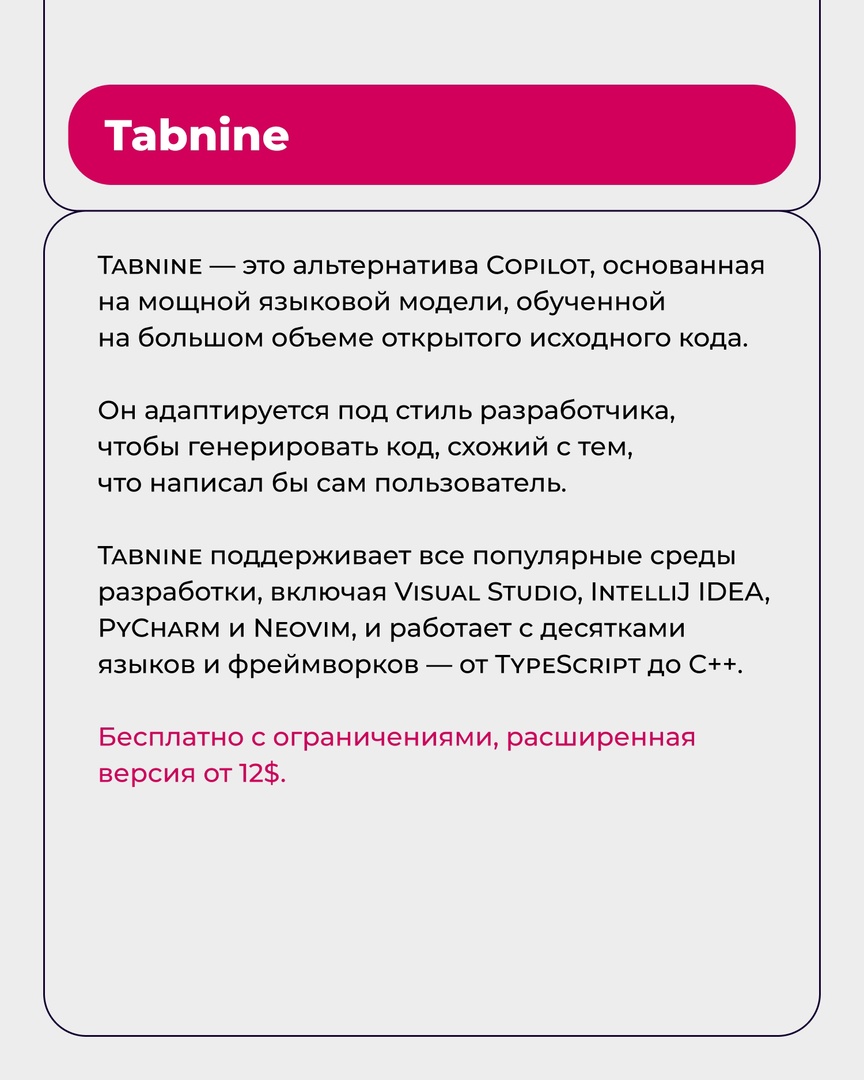 Tabnine
Tabnine — это альтернатива Copilot, основанная
на мощной языковой модели, обученной
на большом объеме открытого исходного кода.
Он адаптируется под стиль разработчика,
чтобы генерировать код, схожий с тем,
что написал бы сам пользователь.
Tabnine поддерживает все популярные среды
разработки, включая Visual Studio, IntelliJ IDEA,
PyCharm и Neovim, и работает с десятками
языков и фреймворков — от TypeScript до C++.
Бесплатно с ограничениями, расширенная
версия от 12$.